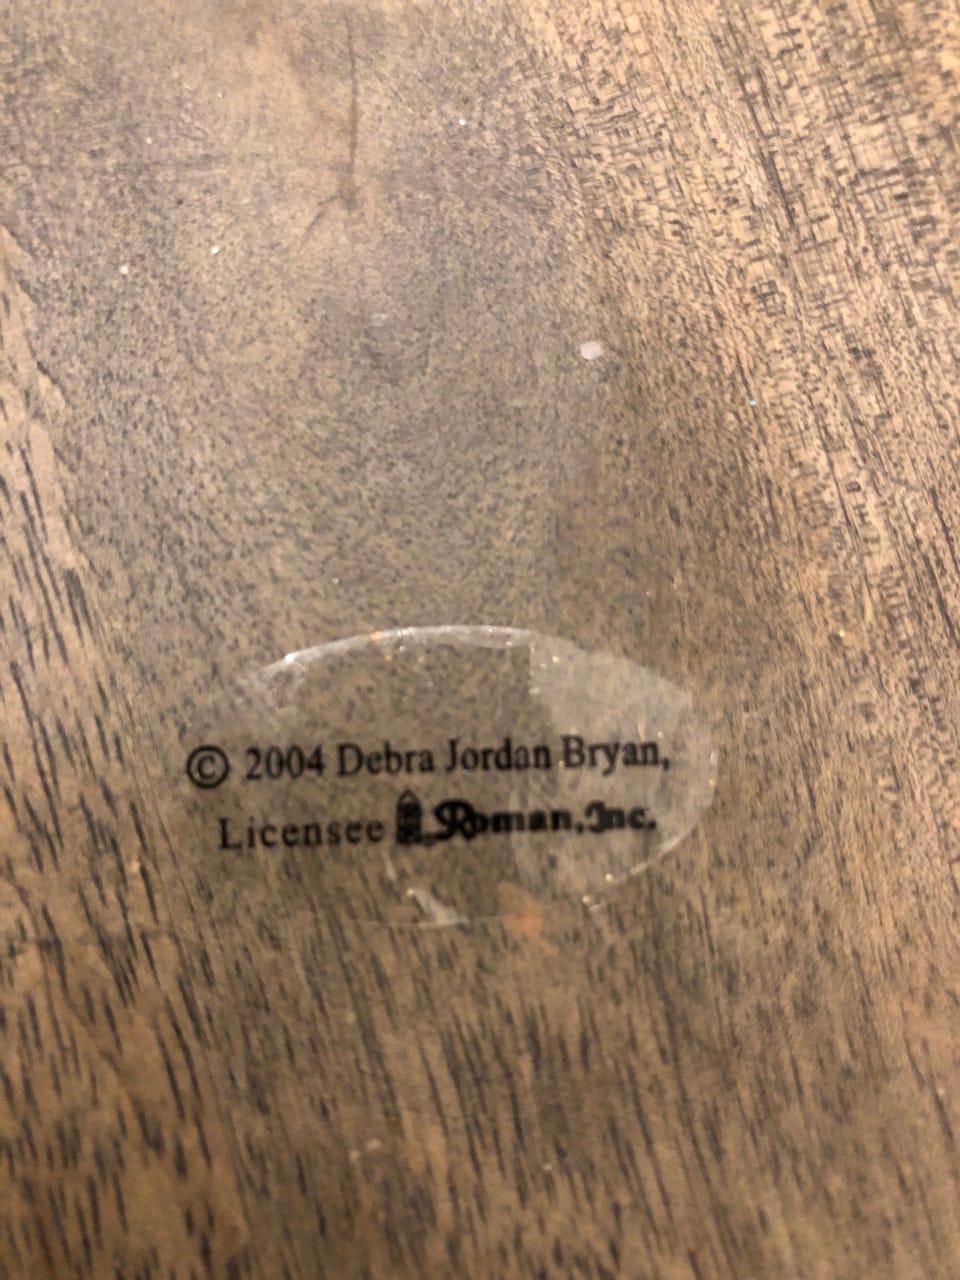 © 2004 Debra Jordan Bryan,
Licensee Roman, Inc.